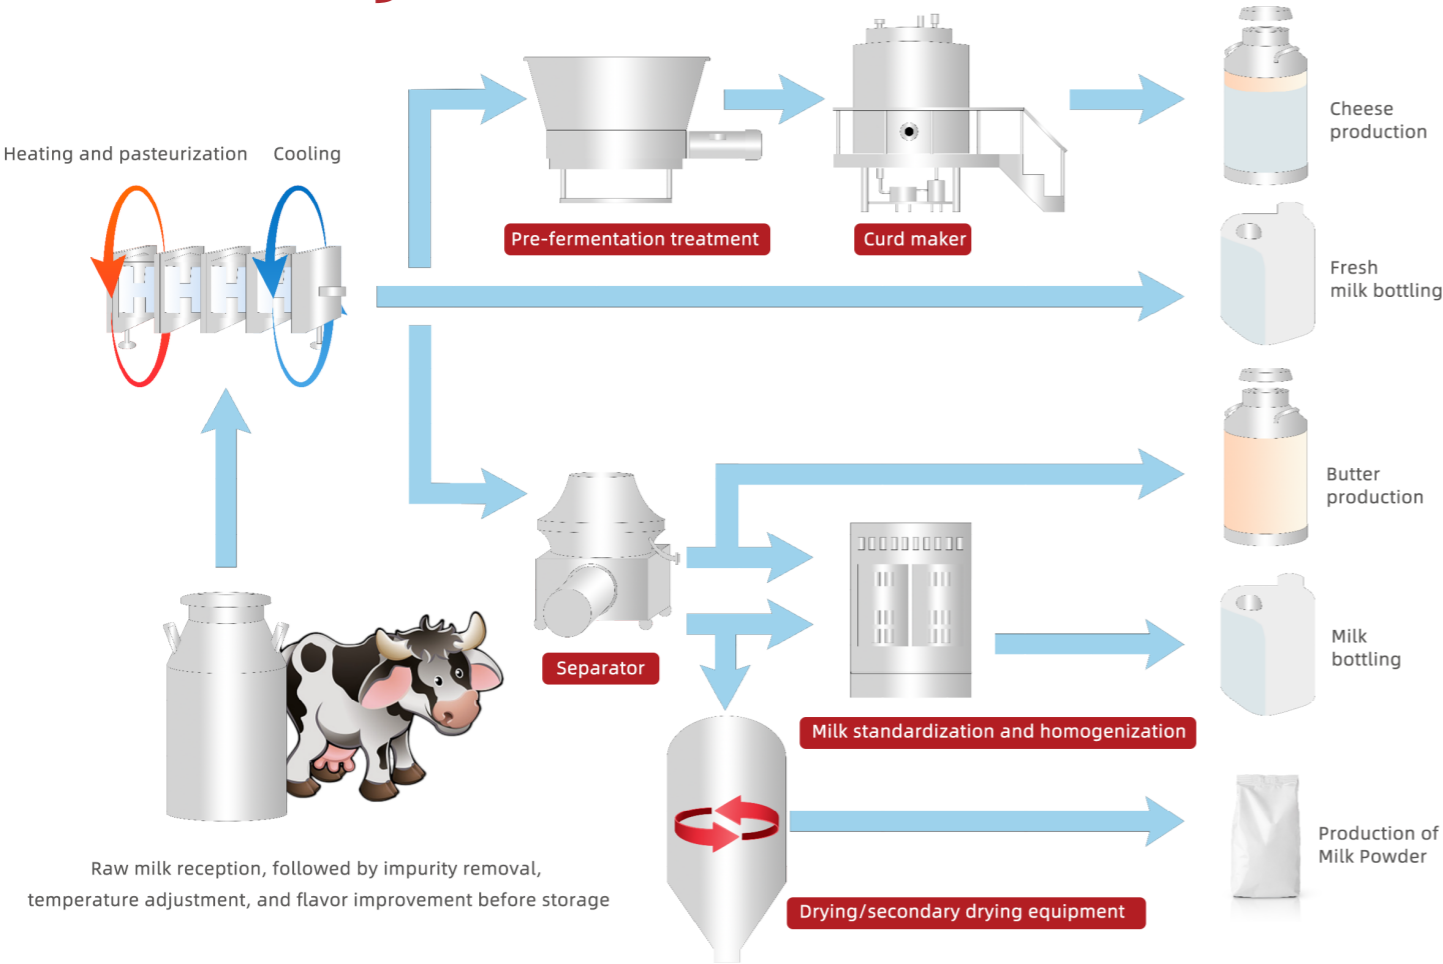 Heating and pasteurization
Cooling
Pre-fermentation treatment
Curd maker
Cheese
production
Fresh
milk bottling
Butter
production
Separator
Milk
bottling
Milk standardization and homogenization
Production of
Milk Powder
Raw milk reception, followed by impurity removal,
temperature adjustment, and flavor improvement before storage
Drying/secondary drying equipment